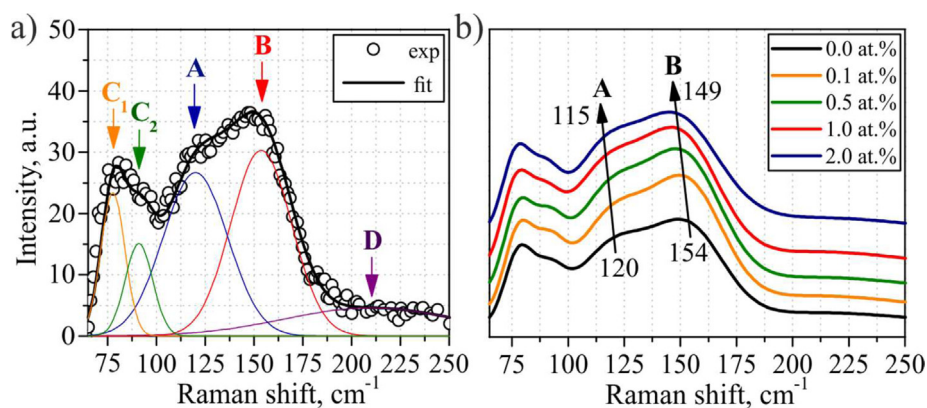 a)
50
40
30
20
10
0
Intensity, a.u.
C₁
C₂
A
B
D
exp
fit
75 100 125 150 175 200 225 250
Raman shift, cm⁻¹
b)
A
B
115
149
120
154
0.0 at.%
0.1 at.%
0.5 at.%
1.0 at.%
2.0 at.%
75 100 125 150 175 200 225 250
Raman shift, cm⁻¹